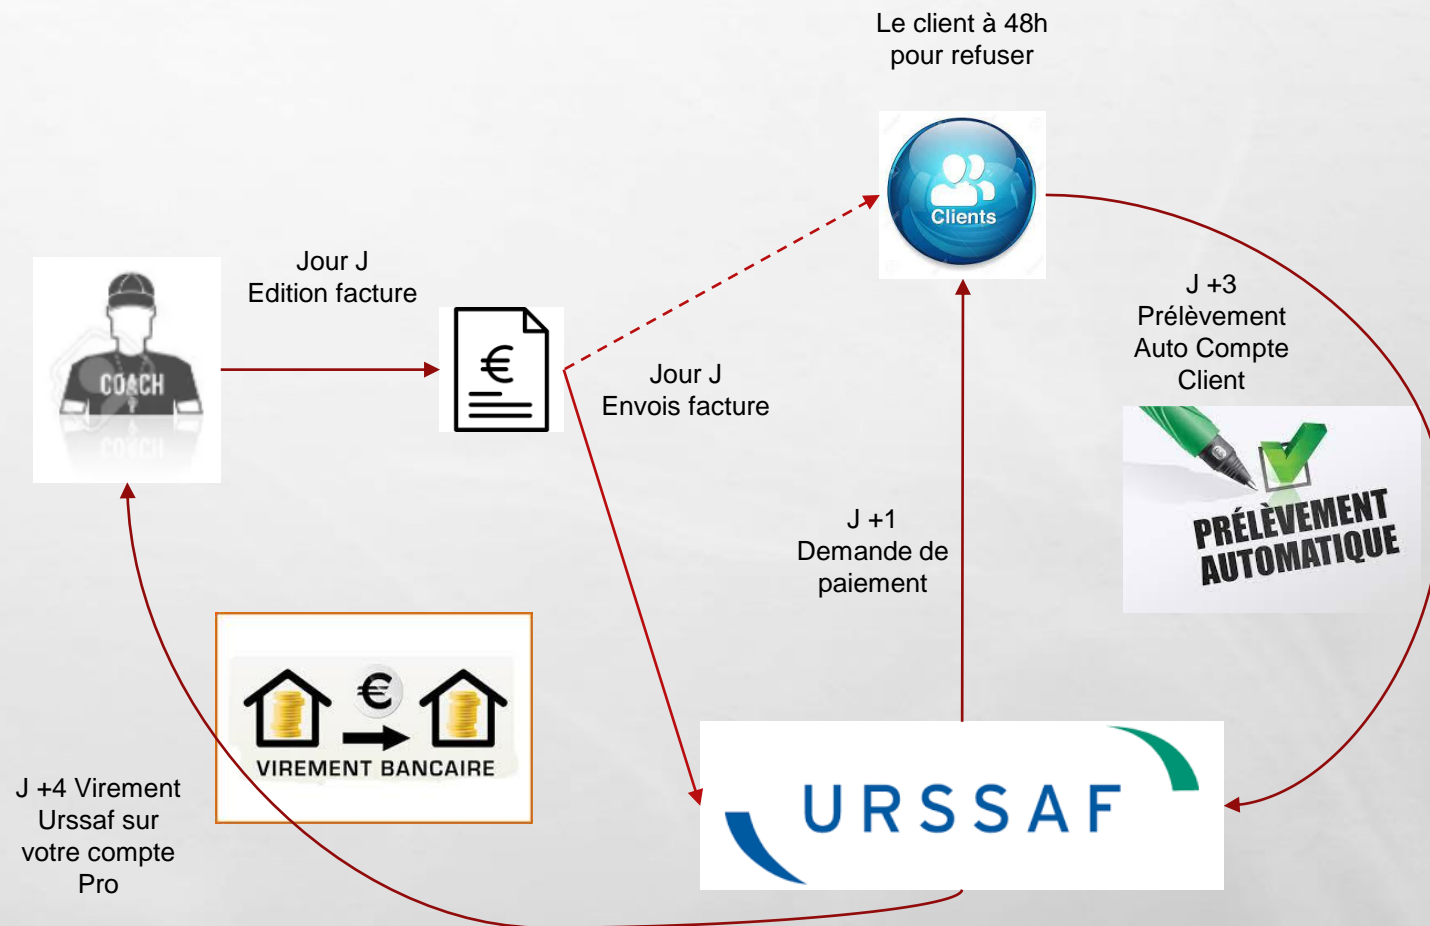 Le client à 48h
pour refuser
Clients
Jour J
Edition facture
COACH
€
Jour J
Envois facture
J +3
Prélèvement
Auto Compte
Client
PRÉLÈVEMENT
AUTOMATIQUE
J +1
Demande de
paiement
€
VIREMENT BANCAIRE
J +4 Virement
Urssaf sur
votre compte
Pro
URSSAF